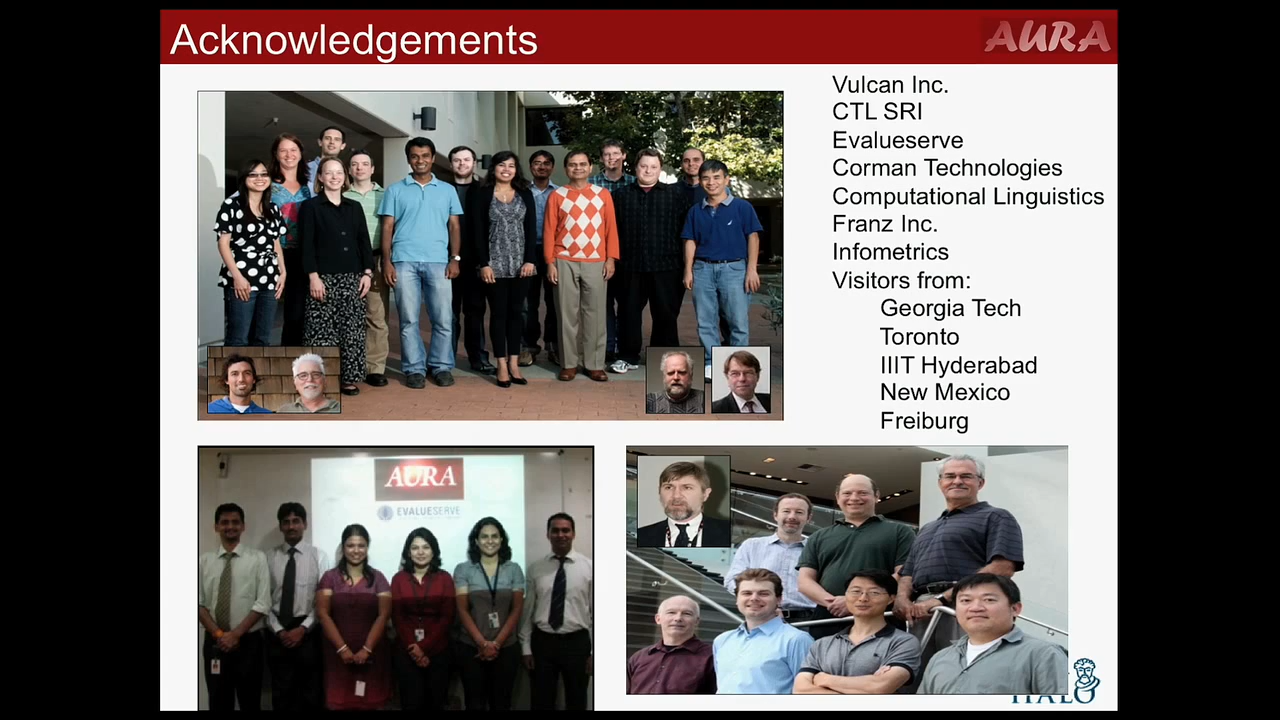 Acknowledgements
AURA
Vulcan Inc.
CTL SRI
Evalueserve
Corman Technologies
Computational Linguistics
Franz Inc.
Infometrics
Visitors from:
Georgia Tech
Toronto
IIIT Hyderabad
New Mexico
Freiburg
AURA
EVALUESERVE
HALO